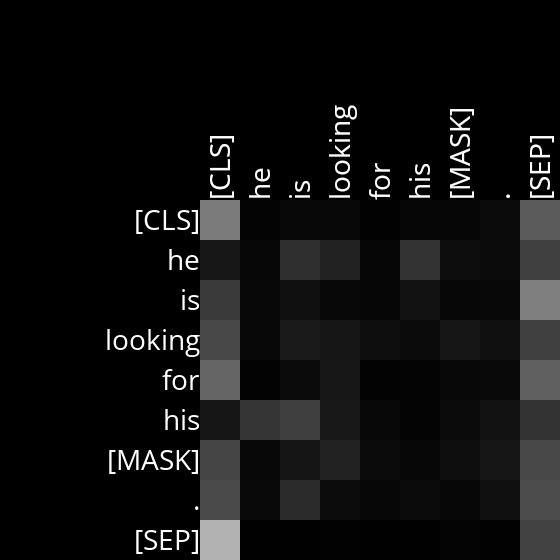 [CLS] he is looking for his [MASK] . [SEP]
[CLS]
he
is
looking
for
his
[MASK]
.
[SEP]